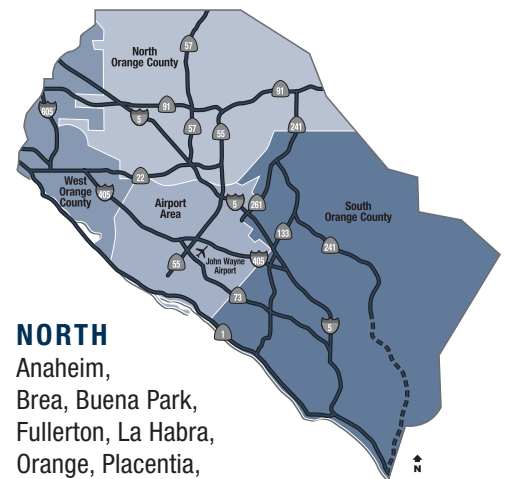 57
North
Orange County
91
91
5
605
57
55
241
22
West
Orange
County
405
Airport
Area
5
261
South
Orange County
133
241
John Wayne
Airport
405
55
73
5
1
NORTH
Anaheim,
Brea, Buena Park,
Fullerton, La Habra,
Orange, Placentia,
N